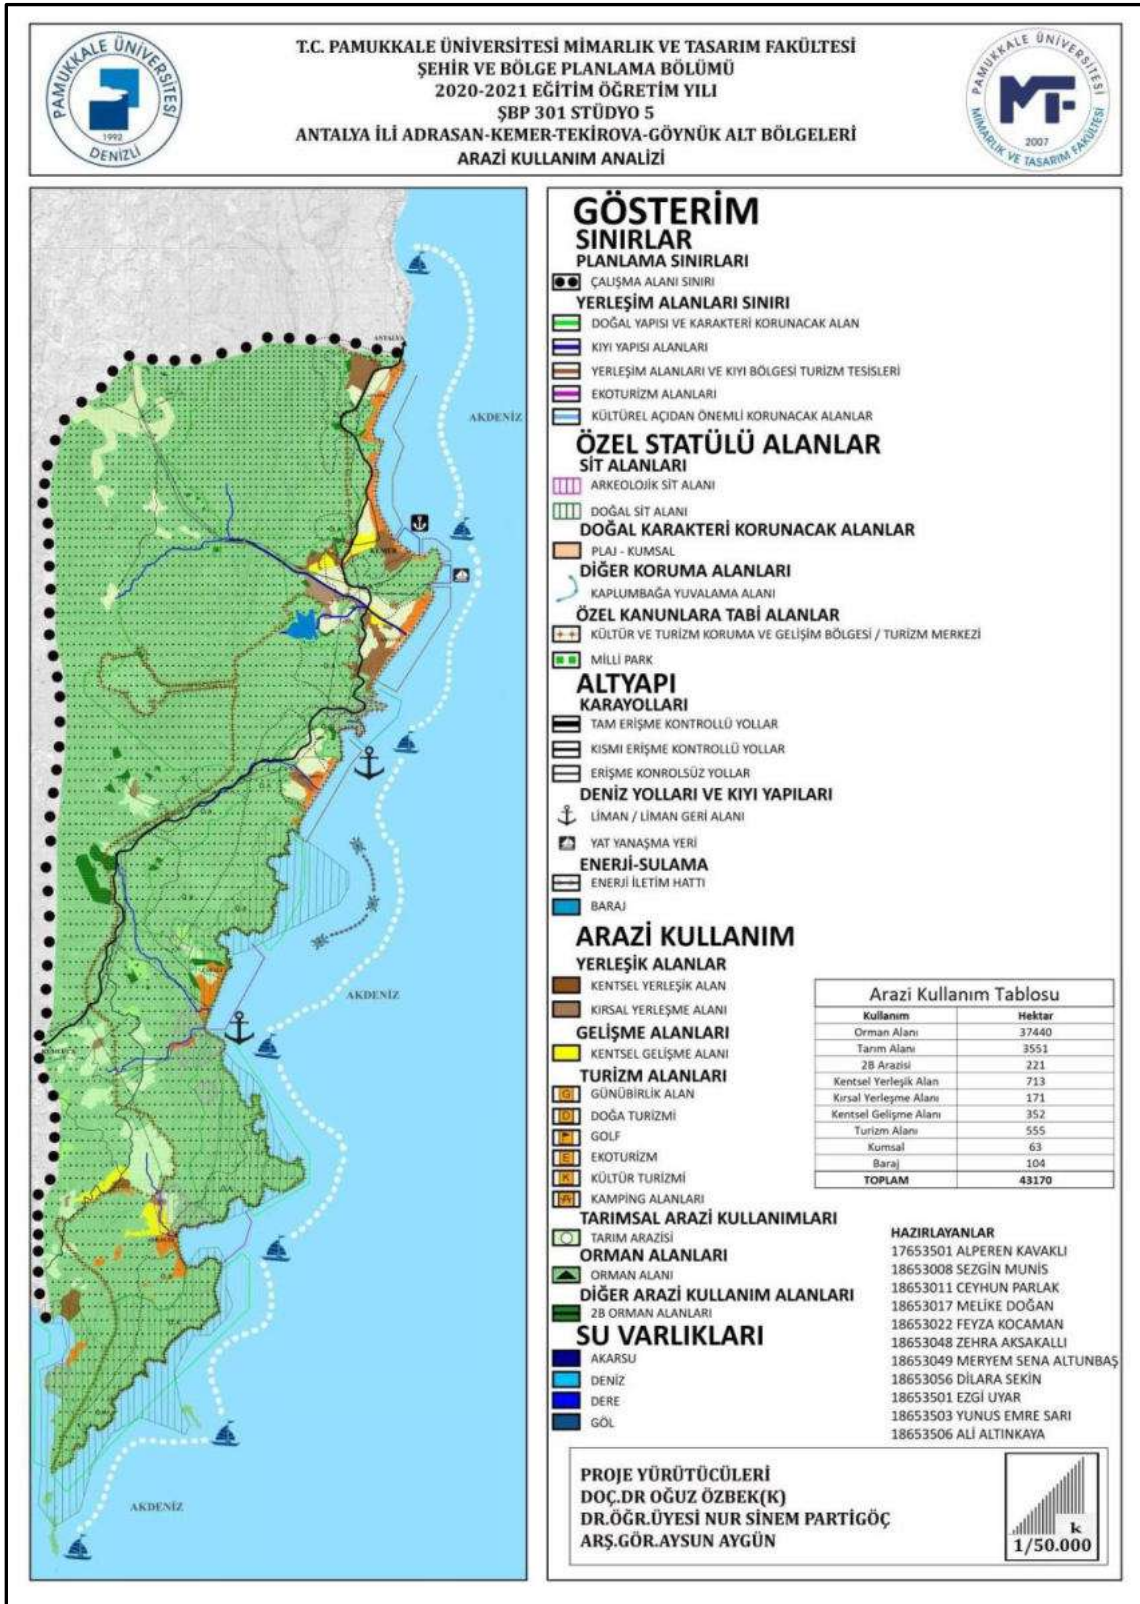 PAMUKKALE ÜNİVERSİTESİ
1992
DENİZLİ
T.C. PAMUKKALE ÜNİVERSİTESİ MİMARLIK VE TASARIM FAKÜLTESİ
ŞEHİR VE BÖLGE PLANLAMA BÖLÜMÜ
2020-2021 EĞİTİM ÖĞRETİM YILI
ŞBP 301 STÜDYO 5
ANTALYA İLİ ADRASAN-KEMER-TEKİROVA-GÖYNÜK ALT BÖLGELERİ
ARAZİ KULLANIM ANALİZİ
PAMUKKALE ÜNİVERSİTESİ
MF
2007
MİMARLIK VE TASARIM FAKÜLTESİ
ANTALYA
AKDENİZ
KEMER
AKDENİZ
AKDENİZ
GÖSTERİM
SINIRLAR
PLANLAMA SINIRLARI
ÇALIŞMA ALANI SINIRI
YERLEŞİM ALANLARI SINIRI
DOĞAL YAPISI VE KARAKTERİ KORUNACAK ALAN
KIYI YAPISI ALANLARI
YERLEŞİM ALANLARI VE KIYI BÖLGESİ TURİZM TESİSLERİ
EKOTURİZM ALANLARI
KÜLTÜREL AÇIDAN ÖNEMLİ KORUNACAK ALANLAR
ÖZEL STATÜLÜ ALANLAR
SİT ALANLARI
ARKEOLOJİK SİT ALANI
DOĞAL SİT ALANI
DOĞAL KARAKTERİ KORUNACAK ALANLAR
PLAJ - KUMSAL
DİĞER KORUMA ALANLARI
KAPLUMBAĞA YUVALAMA ALANI
ÖZEL KANUNLARA TABİ ALANLAR
KÜLTÜR VE TURİZM KORUMA VE GELİŞİM BÖLGESİ / TURİZM MERKEZİ
MİLLİ PARK
ALTYAPI
KARAYOLLARI
TAM ERİŞME KONTROLLÜ YOLLAR
KISMI ERİŞME KONTROLLÜ YOLLAR
ERİŞME KONROLSÜZ YOLLAR
DENİZ YOLLARI VE KIYI YAPILARI
LİMAN / LİMAN GERİ ALANI
YAT YANAŞMA YERİ
ENERJİ-SULAMA
ENERJİ İLETİM HATTI
BARAJ
ARAZİ KULLANIM
YERLEŞİK ALANLAR
KENTSEL YERLEŞİK ALAN
KIRSAL YERLEŞME ALANI
GELİŞME ALANLARI
KENTSEL GELİŞME ALANI
TURİZM ALANLARI
G GÜNÜBİRLİK ALAN
D DOĞA TURİZMİ
GOLF
E EKOTURİZM
K KÜLTÜR TURİZMİ
KAMPİNG ALANLARI
TARIMSAL ARAZİ KULLANIMLARI
TARIM ARAZİSİ
ORMAN ALANLARI
ORMAN ALANI
DİĞER ARAZİ KULLANIM ALANLARI
2B ORMAN ALANLARI
SU VARLIKLARI
AKARSU
DENİZ
DERE
GÖL
Arazi Kullanım Tablosu
Kullanım Hektar
Orman Alanı 37440
Tarım Alanı 3551
2B Arazisi 221
Kentsel Yerleşik Alan 713
Kırsal Yerleşme Alanı 171
Kentsel Gelişme Alanı 352
Turizm Alanı 555
Kumsal 63
Baraj 104
TOPLAM 43170
HAZIRLAYANLAR
17653501 ALPEREN KAVAKLI
18653008 SEZGİN MUNİS
18653011 CEYHUN PARLAK
18653017 MELİKE DOĞAN
18653022 FEYZA KOCAMAN
18653048 ZEHRA AKSAKALLI
18653049 MERYEM SENA ALTUNBAŞ
18653056 DİLARA SEKİN
18653501 EZGİ UYAR
18653503 YUNUS EMRE SARI
18653506 ALİ ALTINKAYA
PROJE YÜRÜTÜCÜLERİ
DOÇ.DR OĞUZ ÖZBEK(K)
DR.ÖĞR.ÜYESİ NUR SİNEM PARTİGÖÇ
ARŞ.GÖR.AYSUN AYGÜN
k
1/50.000